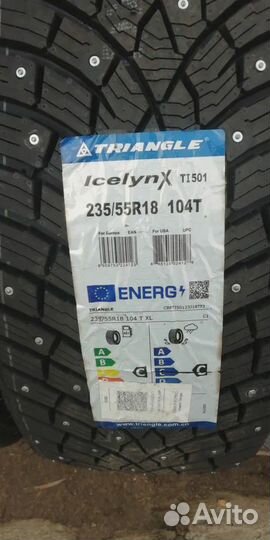 TRIANGLE
IcelynX TI501
235/55R18 104T
For Europe EAN For USA UPC
ENERG
TRIANGLE
235/55R18 104 T XL C1
A A
B B
C C
D D
E E
www.triangle.com.cn
Avito